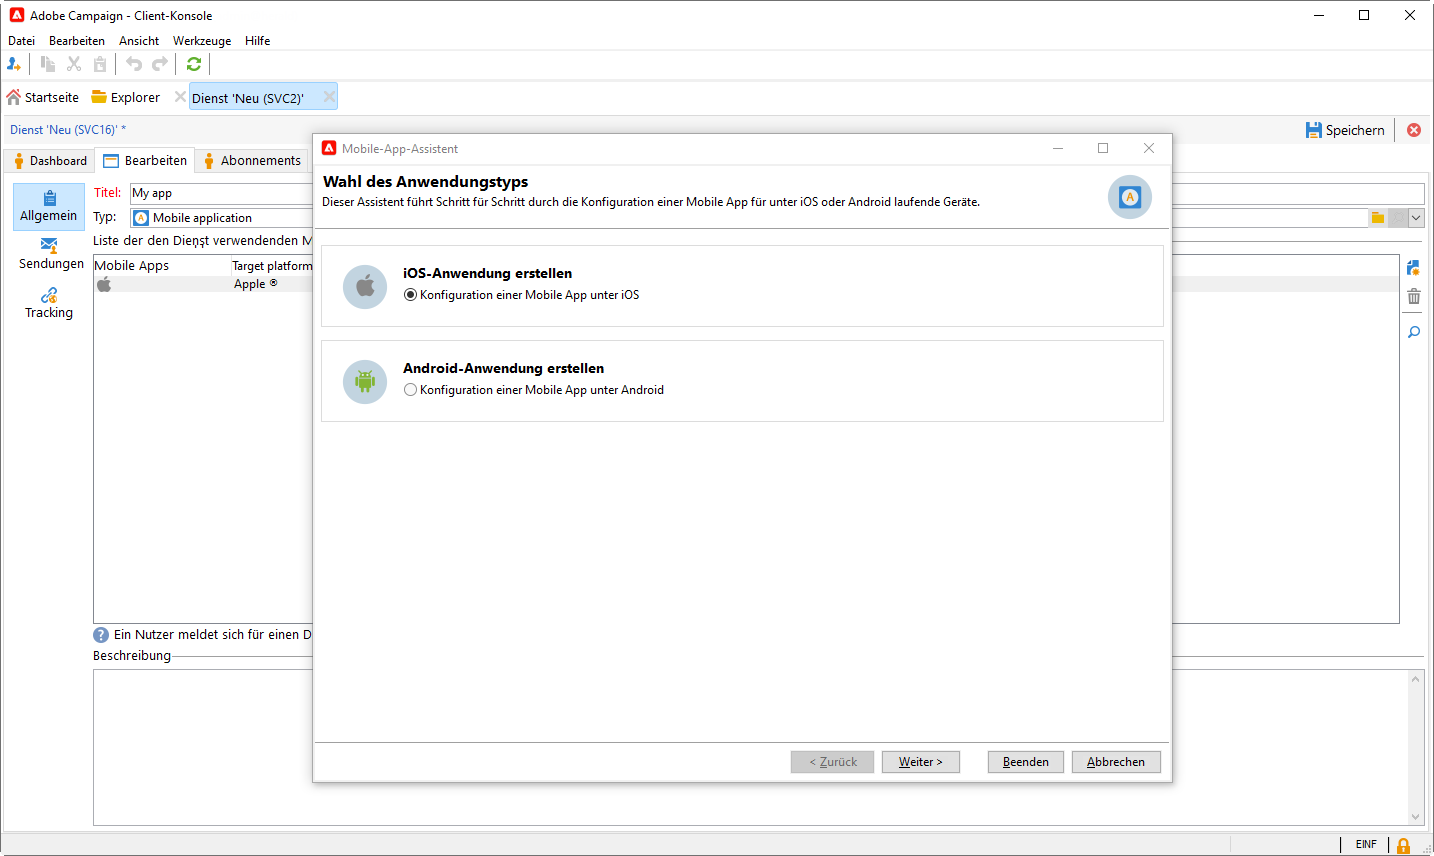 Adobe Campaign - Client-Konsole
Datei Bearbeiten Ansicht Werkzeuge Hilfe
Startseite Explorer Dienst 'Neu (SVC2)'
Dienst 'Neu (SVC16)' *
Speichern
Dashboard Bearbeiten Abonnements
Allgemein
Sendungen
Tracking
Titel: My app
Typ: Mobile application
Liste der den Dienst verwendenden M
Mobile Apps Target platform
Apple ®
Ein Nutzer meldet sich für einen D
Beschreibung
Mobile-App-Assistent
Wahl des Anwendungstyps
Dieser Assistent führt Schritt für Schritt durch die Konfiguration einer Mobile App für unter iOS oder Android laufende Geräte.
iOS-Anwendung erstellen
Konfiguration einer Mobile App unter iOS
Android-Anwendung erstellen
Konfiguration einer Mobile App unter Android
< Zurück Weiter > Beenden Abbrechen
EINF